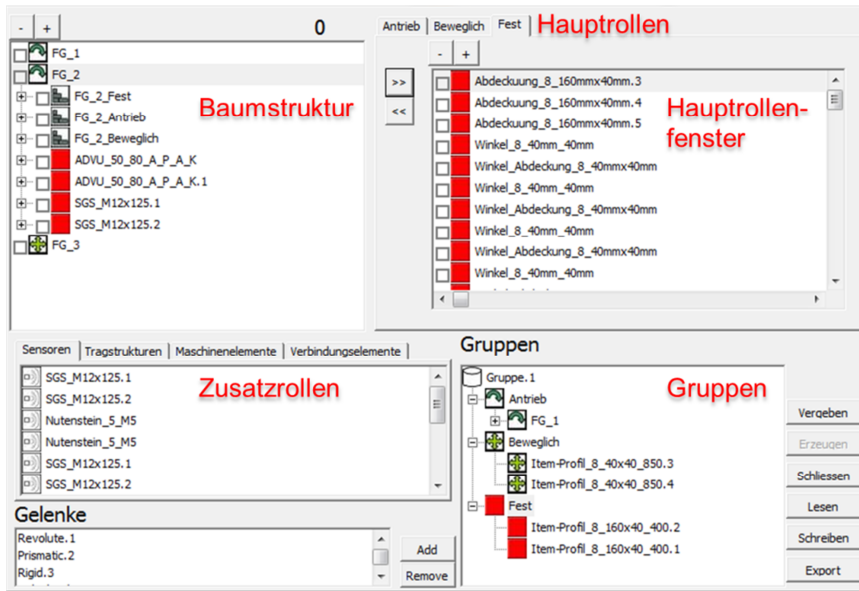 - + 0
FG_1
FG_2
FG_2_Fest
FG_2_Antrieb
FG_2_Beweglich
ADVU_50_80_A_P_A_K
ADVU_50_80_A_P_A_K.1
SGS_M12x125.1
SGS_M12x125.2
FG_3
Baumstruktur
Antrieb Beweglich Fest Hauptrollen
- +
>>
<<
Abdeckuung_8_160mmx40mm.3
Abdeckuung_8_160mmx40mm.4
Abdeckuung_8_160mmx40mm.5
Winkel_8_40mm_40mm
Winkel_Abdeckung_8_40mmx40mm
Winkel_8_40mm_40mm
Winkel_Abdeckung_8_40mmx40mm
Winkel_8_40mm_40mm
Winkel_Abdeckung_8_40mmx40mm
Winkel_8_40mm_40mm
Hauptrollen-
fenster
Sensoren Tragstrukturen Maschinenelemente Verbindungselemente
SGS_M12x125.1
SGS_M12x125.2
Nutenstein_5_M5
Nutenstein_5_M5
SGS_M12x125.1
SGS_M12x125.2
Zusatzrollen
Gelenke
Revolute.1
Prismatic.2
Rigid.3
Add
Remove
Gruppen
Gruppe.1
Antrieb
FG_1
Beweglich
Item-Profil_8_40x40_850.3
Item-Profil_8_40x40_850.4
Fest
Item-Profil_8_160x40_400.2
Item-Profil_8_160x40_400.1
Gruppen
Vergeben
Erzeugen
Schliessen
Lesen
Schreiben
Export